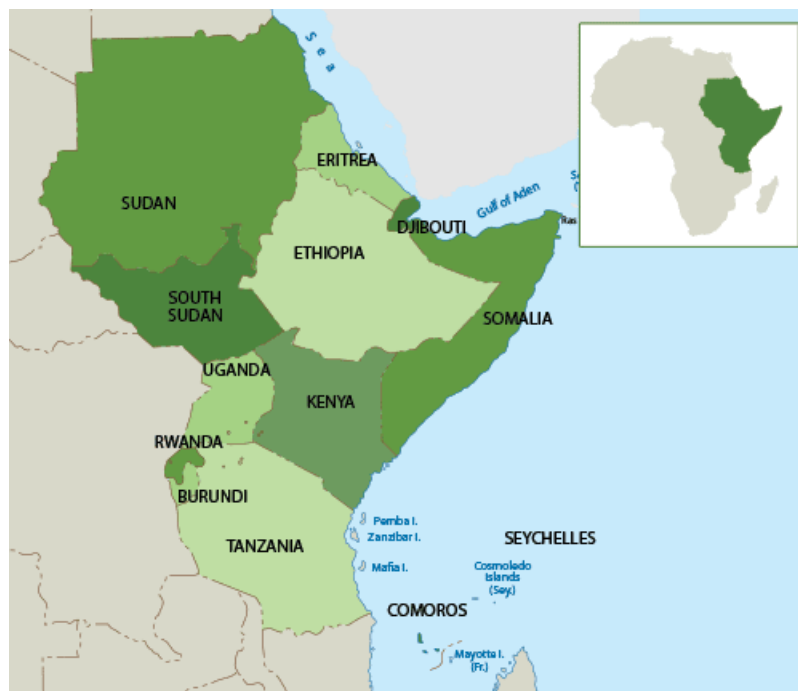 Sea
ERITREA
SUDAN
Gulf of Aden
DJIBOUTI
Ras
ETHIOPIA
SOUTH
SUDAN
SOMALIA
UGANDA
KENYA
RWANDA
BURUNDI
Pemba I.
Zanzibar I.
SEYCHELLES
TANZANIA
Mafia I.
Cosmoledo
Islands
(Sey.)
COMOROS
Mayotte I.
(Fr.)